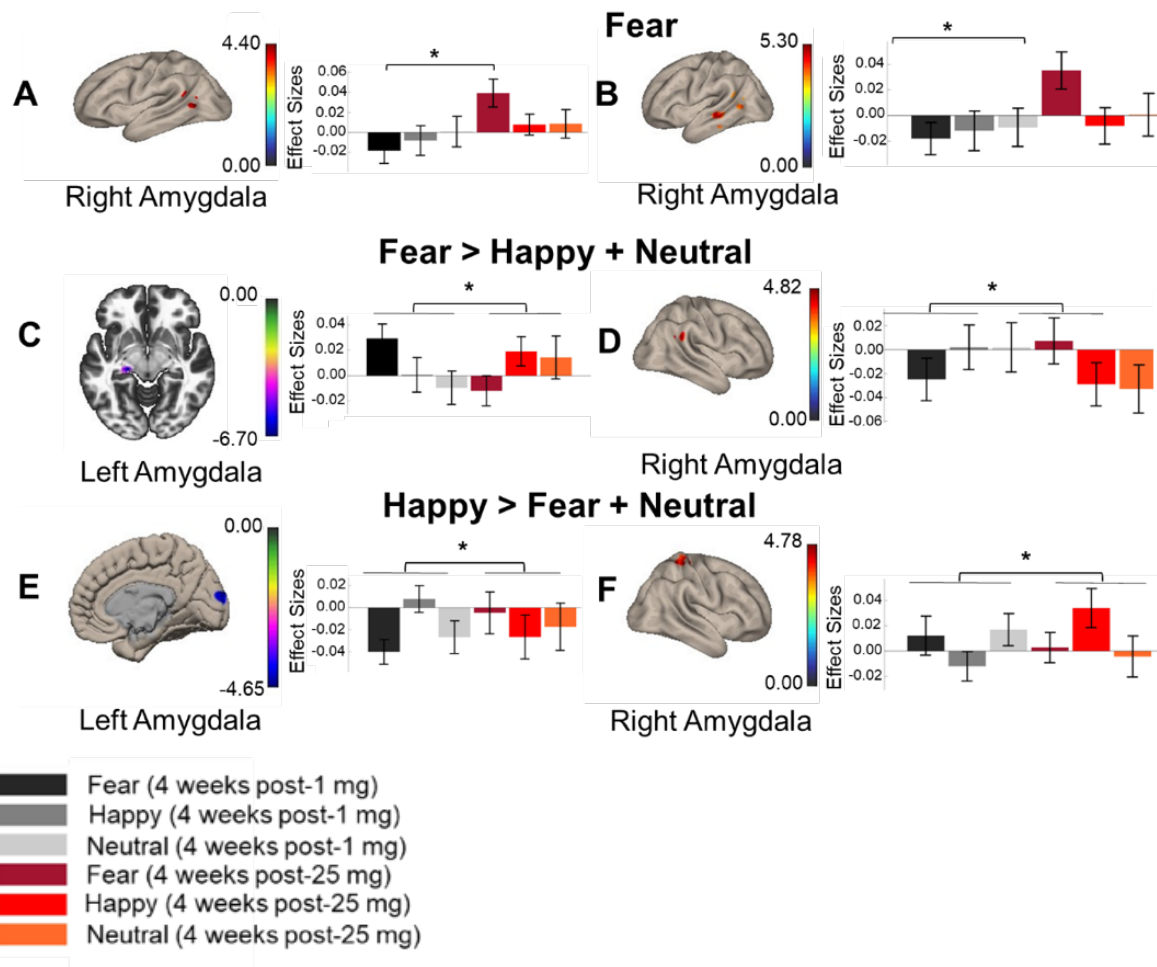 Fear
A
4.40
0.00
Right Amygdala
Effect Sizes
0.06
0.04
0.02
0.00
-0.02
*
B
5.30
0.00
Right Amygdala
Effect Sizes
0.04
0.02
0.00
-0.02
*
Fear > Happy + Neutral
C
0.00
-6.70
Left Amygdala
Effect Sizes
0.04
0.02
0.00
-0.02
*
D
4.82
0.00
Right Amygdala
Effect Sizes
0.02
0.00
-0.02
-0.04
-0.06
*
Happy > Fear + Neutral
E
0.00
-4.65
Left Amygdala
Effect Sizes
0.02
0.00
-0.02
-0.04
*
F
4.78
0.00
Right Amygdala
Effect Sizes
0.04
0.02
0.00
-0.02
*
Fear (4 weeks post-1 mg)
Happy (4 weeks post-1 mg)
Neutral (4 weeks post-1 mg)
Fear (4 weeks post-25 mg)
Happy (4 weeks post-25 mg)
Neutral (4 weeks post-25 mg)